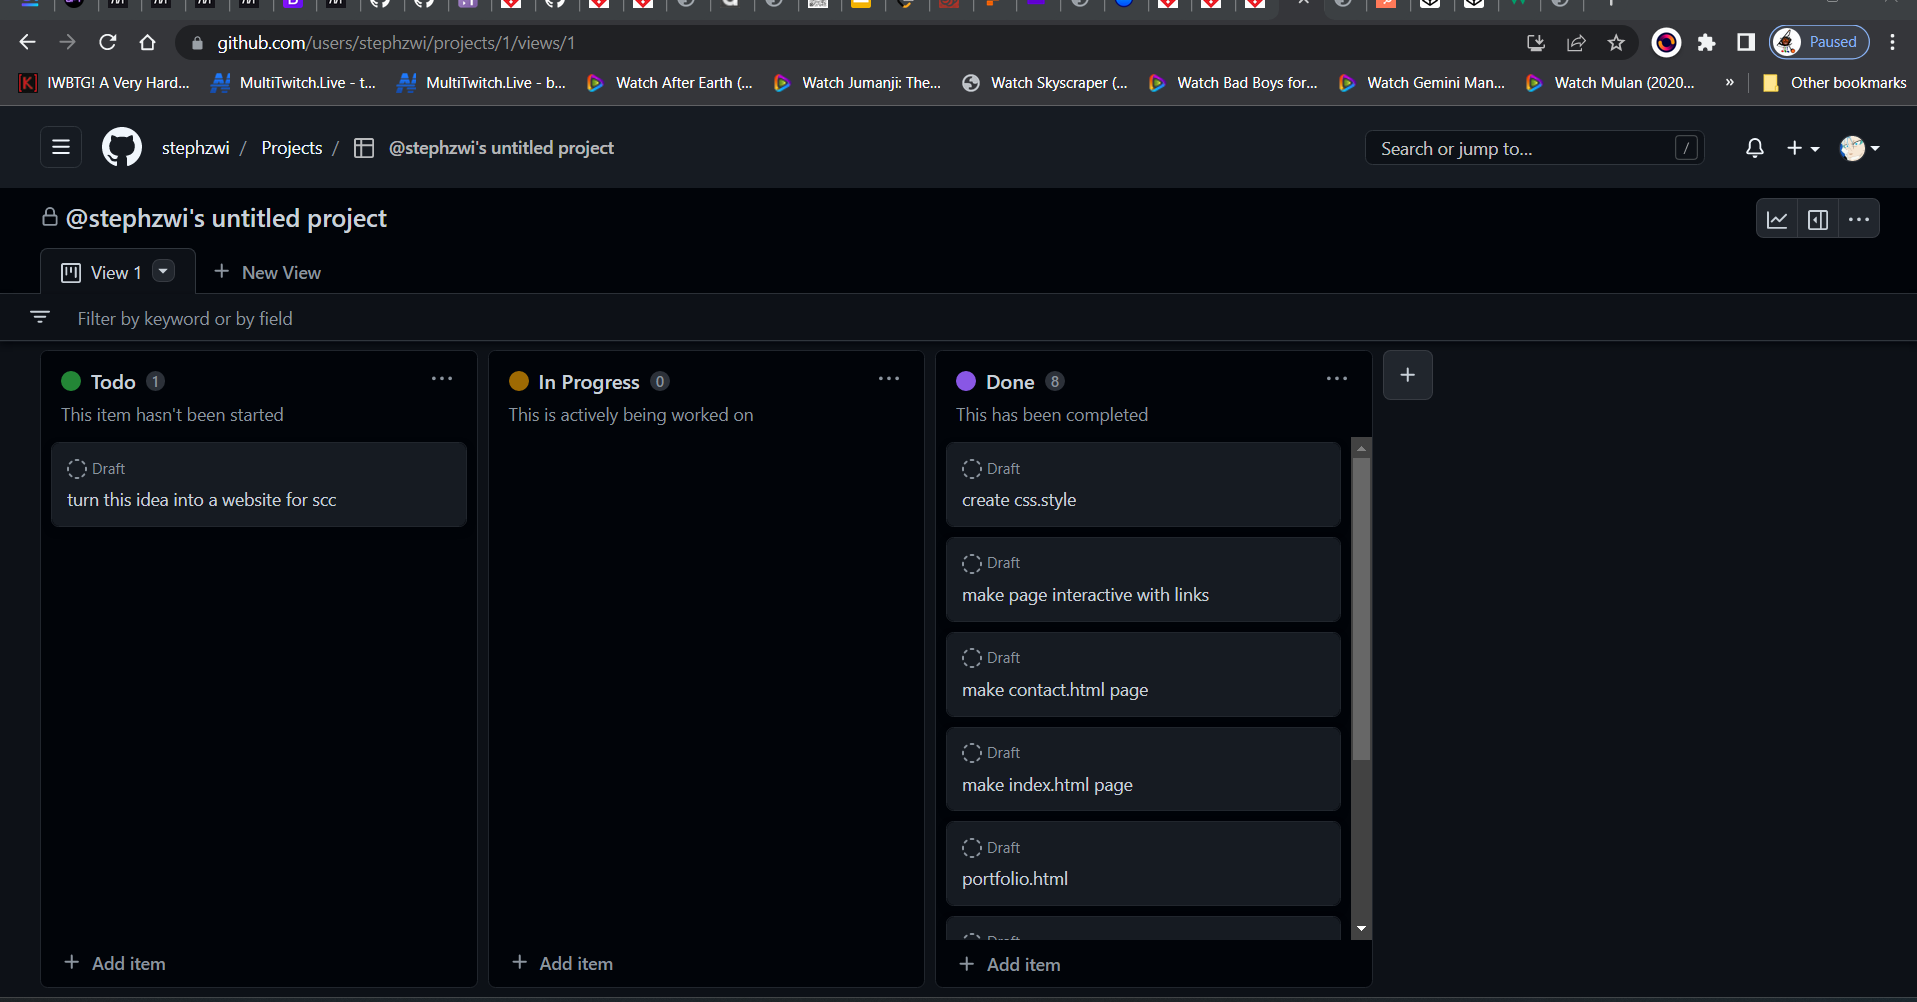 github.com/users/stephzwi/projects/1/views/1
Paused
IWBTG! A Very Hard...
MultiTwitch.Live - t...
MultiTwitch.Live - b...
Watch After Earth (...
Watch Jumanji: The...
Watch Skyscraper (...
Watch Bad Boys for...
Watch Gemini Man...
Watch Mulan (2020...
»
Other bookmarks
stephzwi / Projects / @stephzwi's untitled project
Search or jump to...
/
@stephzwi's untitled project
View 1
New View
Filter by keyword or by field
Todo 1
This item hasn't been started
Draft
turn this idea into a website for scc
Add item
In Progress 0
This is actively being worked on
Add item
Done 8
This has been completed
Draft
create css.style
Draft
make page interactive with links
Draft
make contact.html page
Draft
make index.html page
Draft
portfolio.html
Draft
Add item